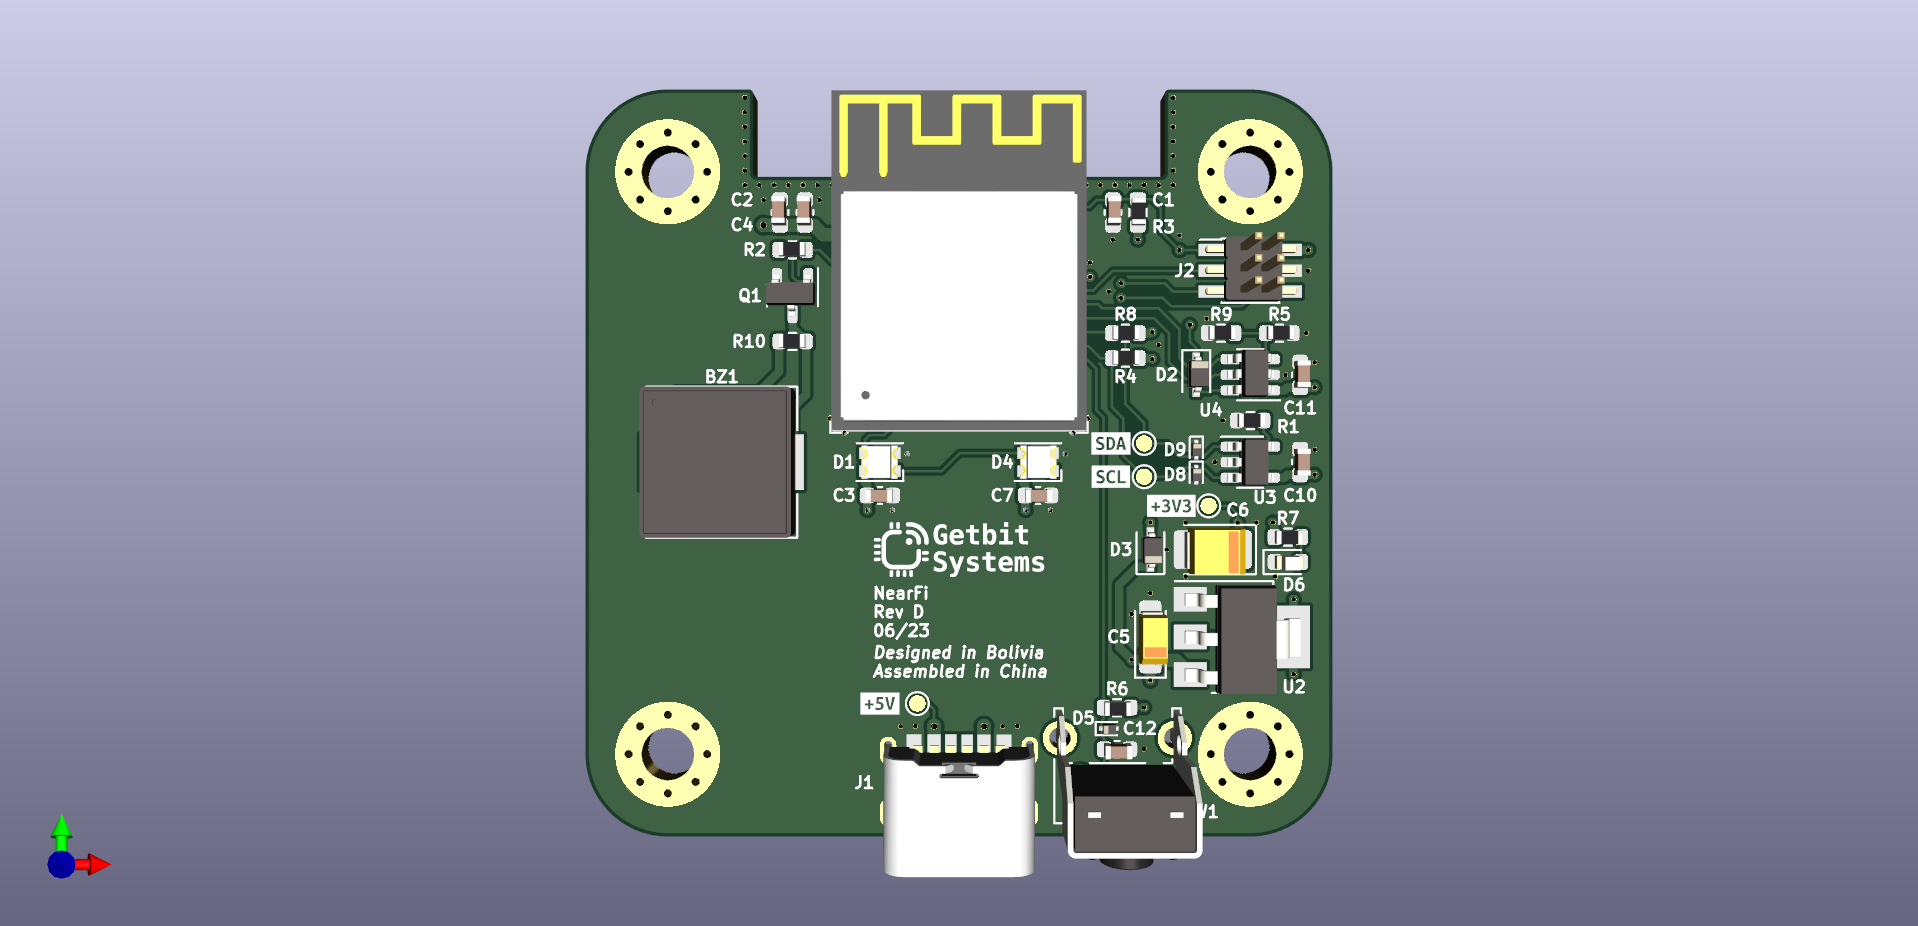 C2
C4
R2
Q1
R10
BZ1
C1
R3
J2
R8
R9
R5
R4
D2
U4
C11
R1
SDA
D9
SCL
D8
U3
C10
+3V3
C6
R7
D1
D4
C3
C7
Getbit
Systems
D3
D6
NearFi
Rev D
06/23
Designed in Bolivia
Assembled in China
C5
U2
+5V
R6
D5
C12
J1